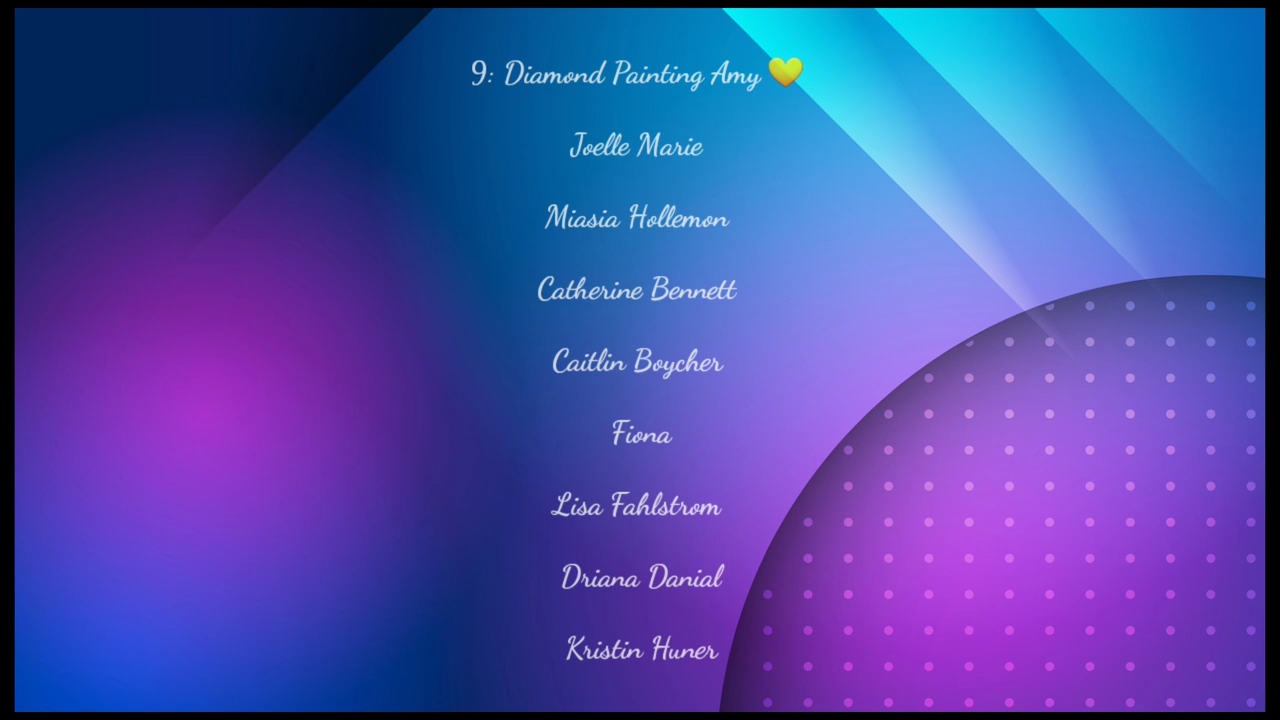 9: Diamond Painting Amy 💛
Joelle Marie
Miasia Hollemon
Catherine Bennett
Caitlin Boycher
Fiona
Lisa Fahlstrom
Driana Danial
Kristin Huner